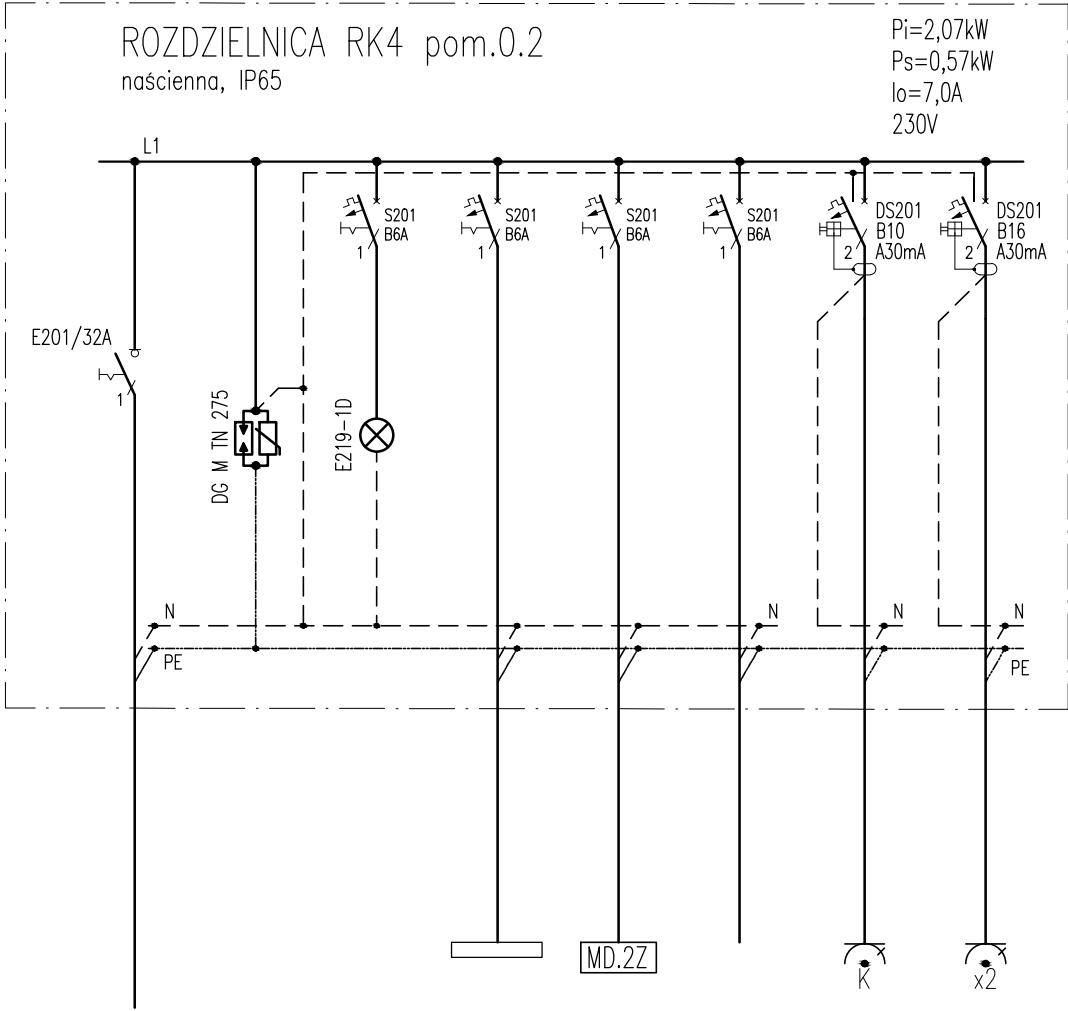 ROZDZIELNICA RK4 pom.0.2
naścienna, IP65
Pi=2,07kW
Ps=0,57kW
Io=7,0A
230V
L1
S201
B6A
1
S201
B6A
1
S201
B6A
1
S201
B6A
1
DS201
B10
A30mA
2
DS201
B16
A30mA
2
E201/32A
1
DG M TN 275
E219-1D
N
PE
N
N
N
PE
MD.2Z
K
x2